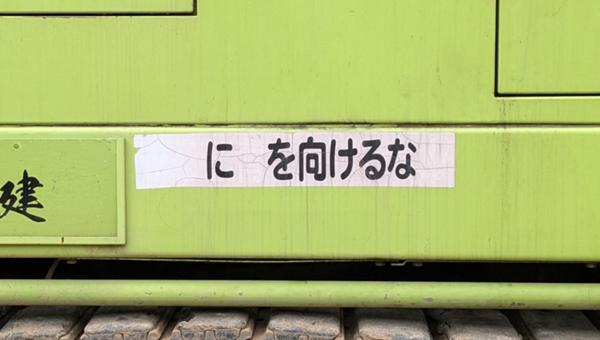 建
に を向けるな